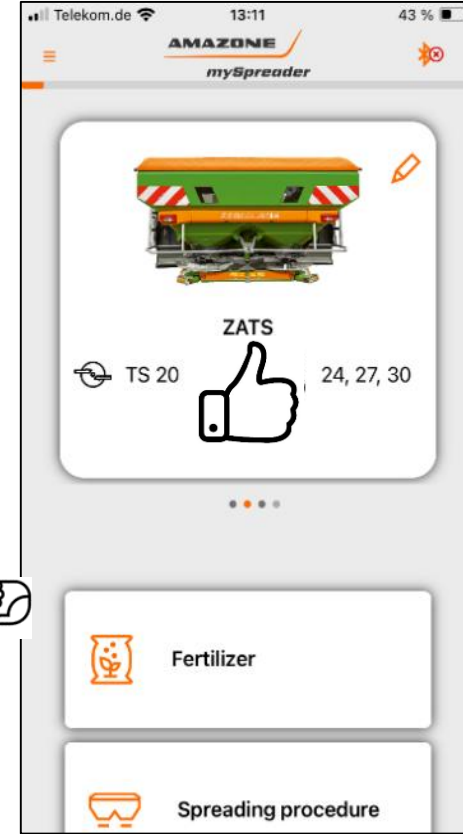 Telekom.de 13:11 43 %
AMAZONE
mySpreader
ZATS
TS 20 24, 27, 30
Fertilizer
Spreading procedure